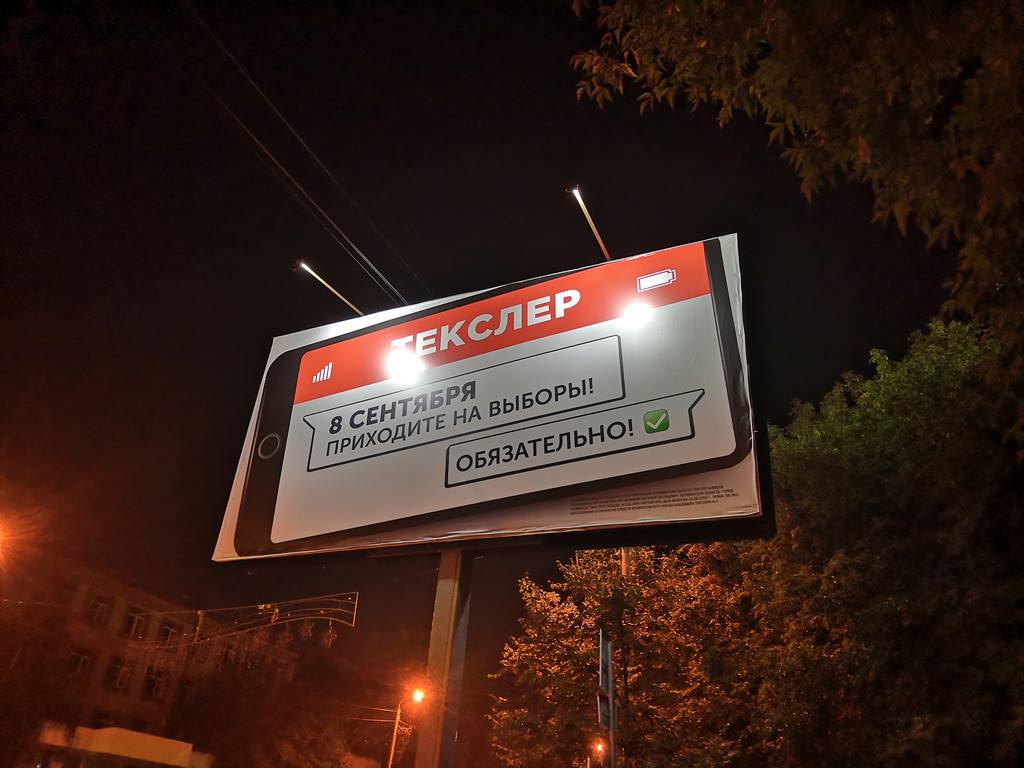 ТЕКСЛЕР
8 СЕНТЯБРЯ
ПРИХОДИТЕ НА ВЫБОРЫ!
ОБЯЗАТЕЛЬНО!